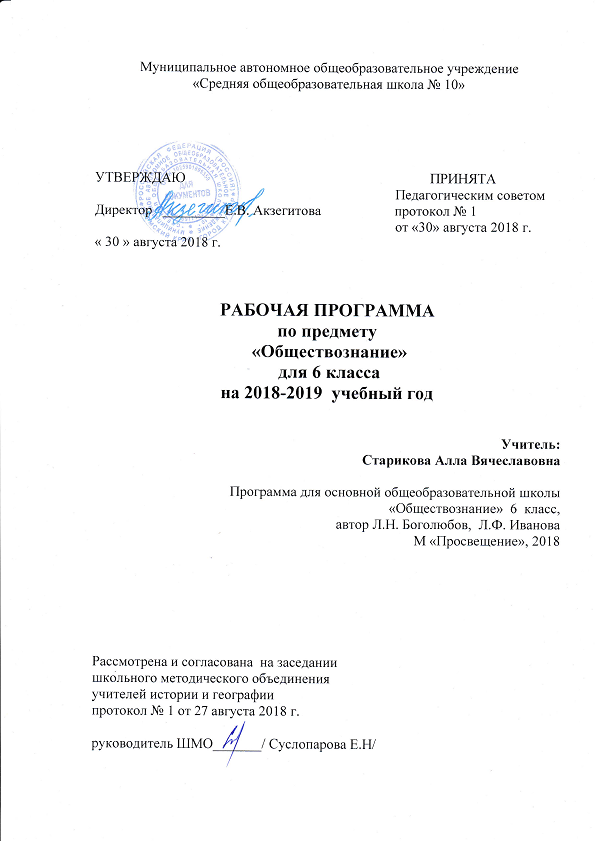 Муниципальное автономное общеобразовательное учреждение
«Средняя общеобразовательная школа № 10»
УТВЕРЖДАЮ
Директор _________Е.В. Акзегитова
« 30 » августа 2018 г.
ПРИНЯТА
Педагогическим советом
протокол № 1
от «30» августа 2018 г.
ДЛЯ
ДОКУМЕНТОВ
РАБОЧАЯ ПРОГРАММА
по предмету
«Обществознание»
для 6 класса
на 2018-2019 учебный год
Учитель:
Старикова Алла Вячеславовна
Программа для основной общеобразовательной школы
«Обществознание» 6 класс,
автор Л.Н. Боголюбов, Л.Ф. Иванова
М «Просвещение», 2018
Рассмотрена и согласована на заседании
школьного методического объединения
учителей истории и географии
протокол № 1 от 27 августа 2018 г.
руководитель ШМО_______/ Суслопарова Е.Н/